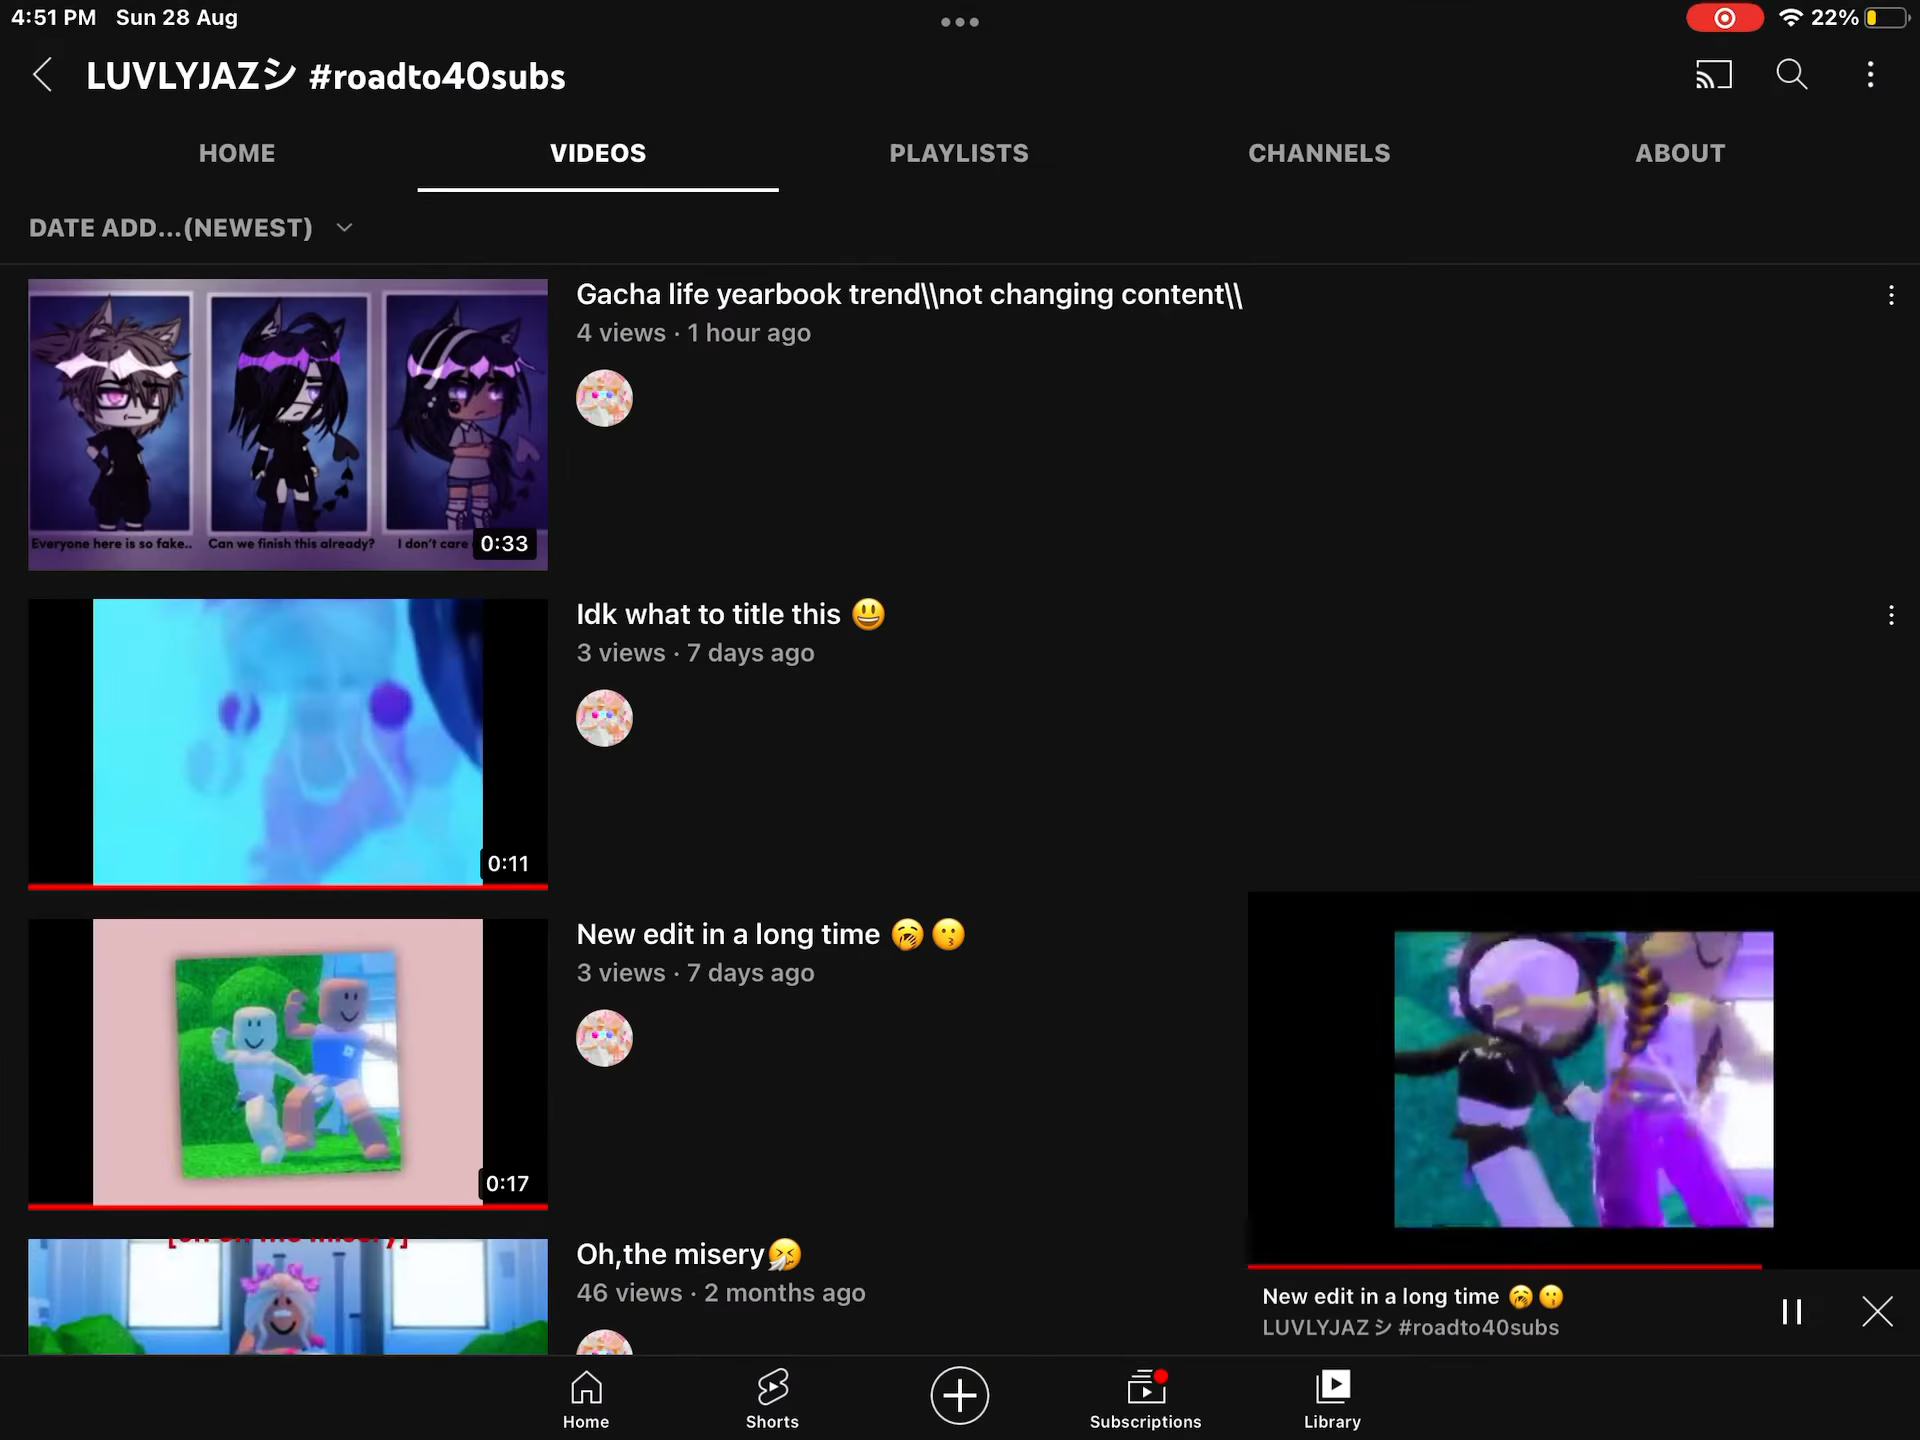 4:51 PM Sun 28 Aug
22%
LUVLYJAZシ #roadto40subs
HOME VIDEOS PLAYLISTS CHANNELS ABOUT
DATE ADD...(NEWEST)
Everyone here is so fake.. Can we finish this already? I don't care
0:33
Gacha life yearbook trend\\not changing content\\
4 views · 1 hour ago
0:11
Idk what to title this 😃
3 views · 7 days ago
0:17
New edit in a long time 🥱😗
3 views · 7 days ago
Oh,the misery🤧
46 views · 2 months ago
New edit in a long time 🥱😗
LUVLYJAZシ #roadto40subs
Home Shorts Subscriptions Library